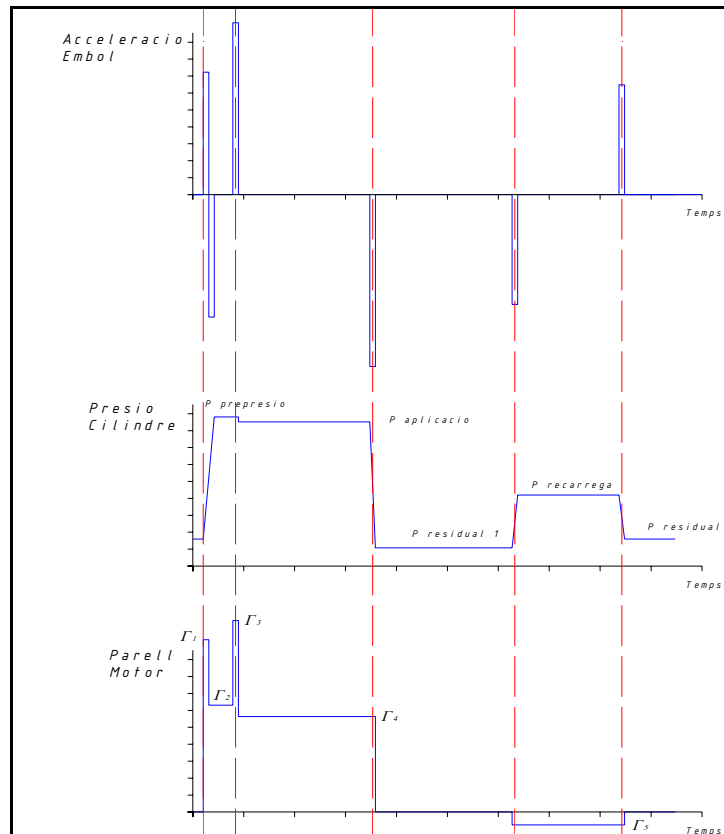 Acceleracio
Embol
Temps
P prepresio
Presio
Cilindre
P aplicacio
P recarrega
P residual 1
P residual
Temps
Γ1
Γ3
Parell
Motor
Γ2
Γ4
Γ5
Temps